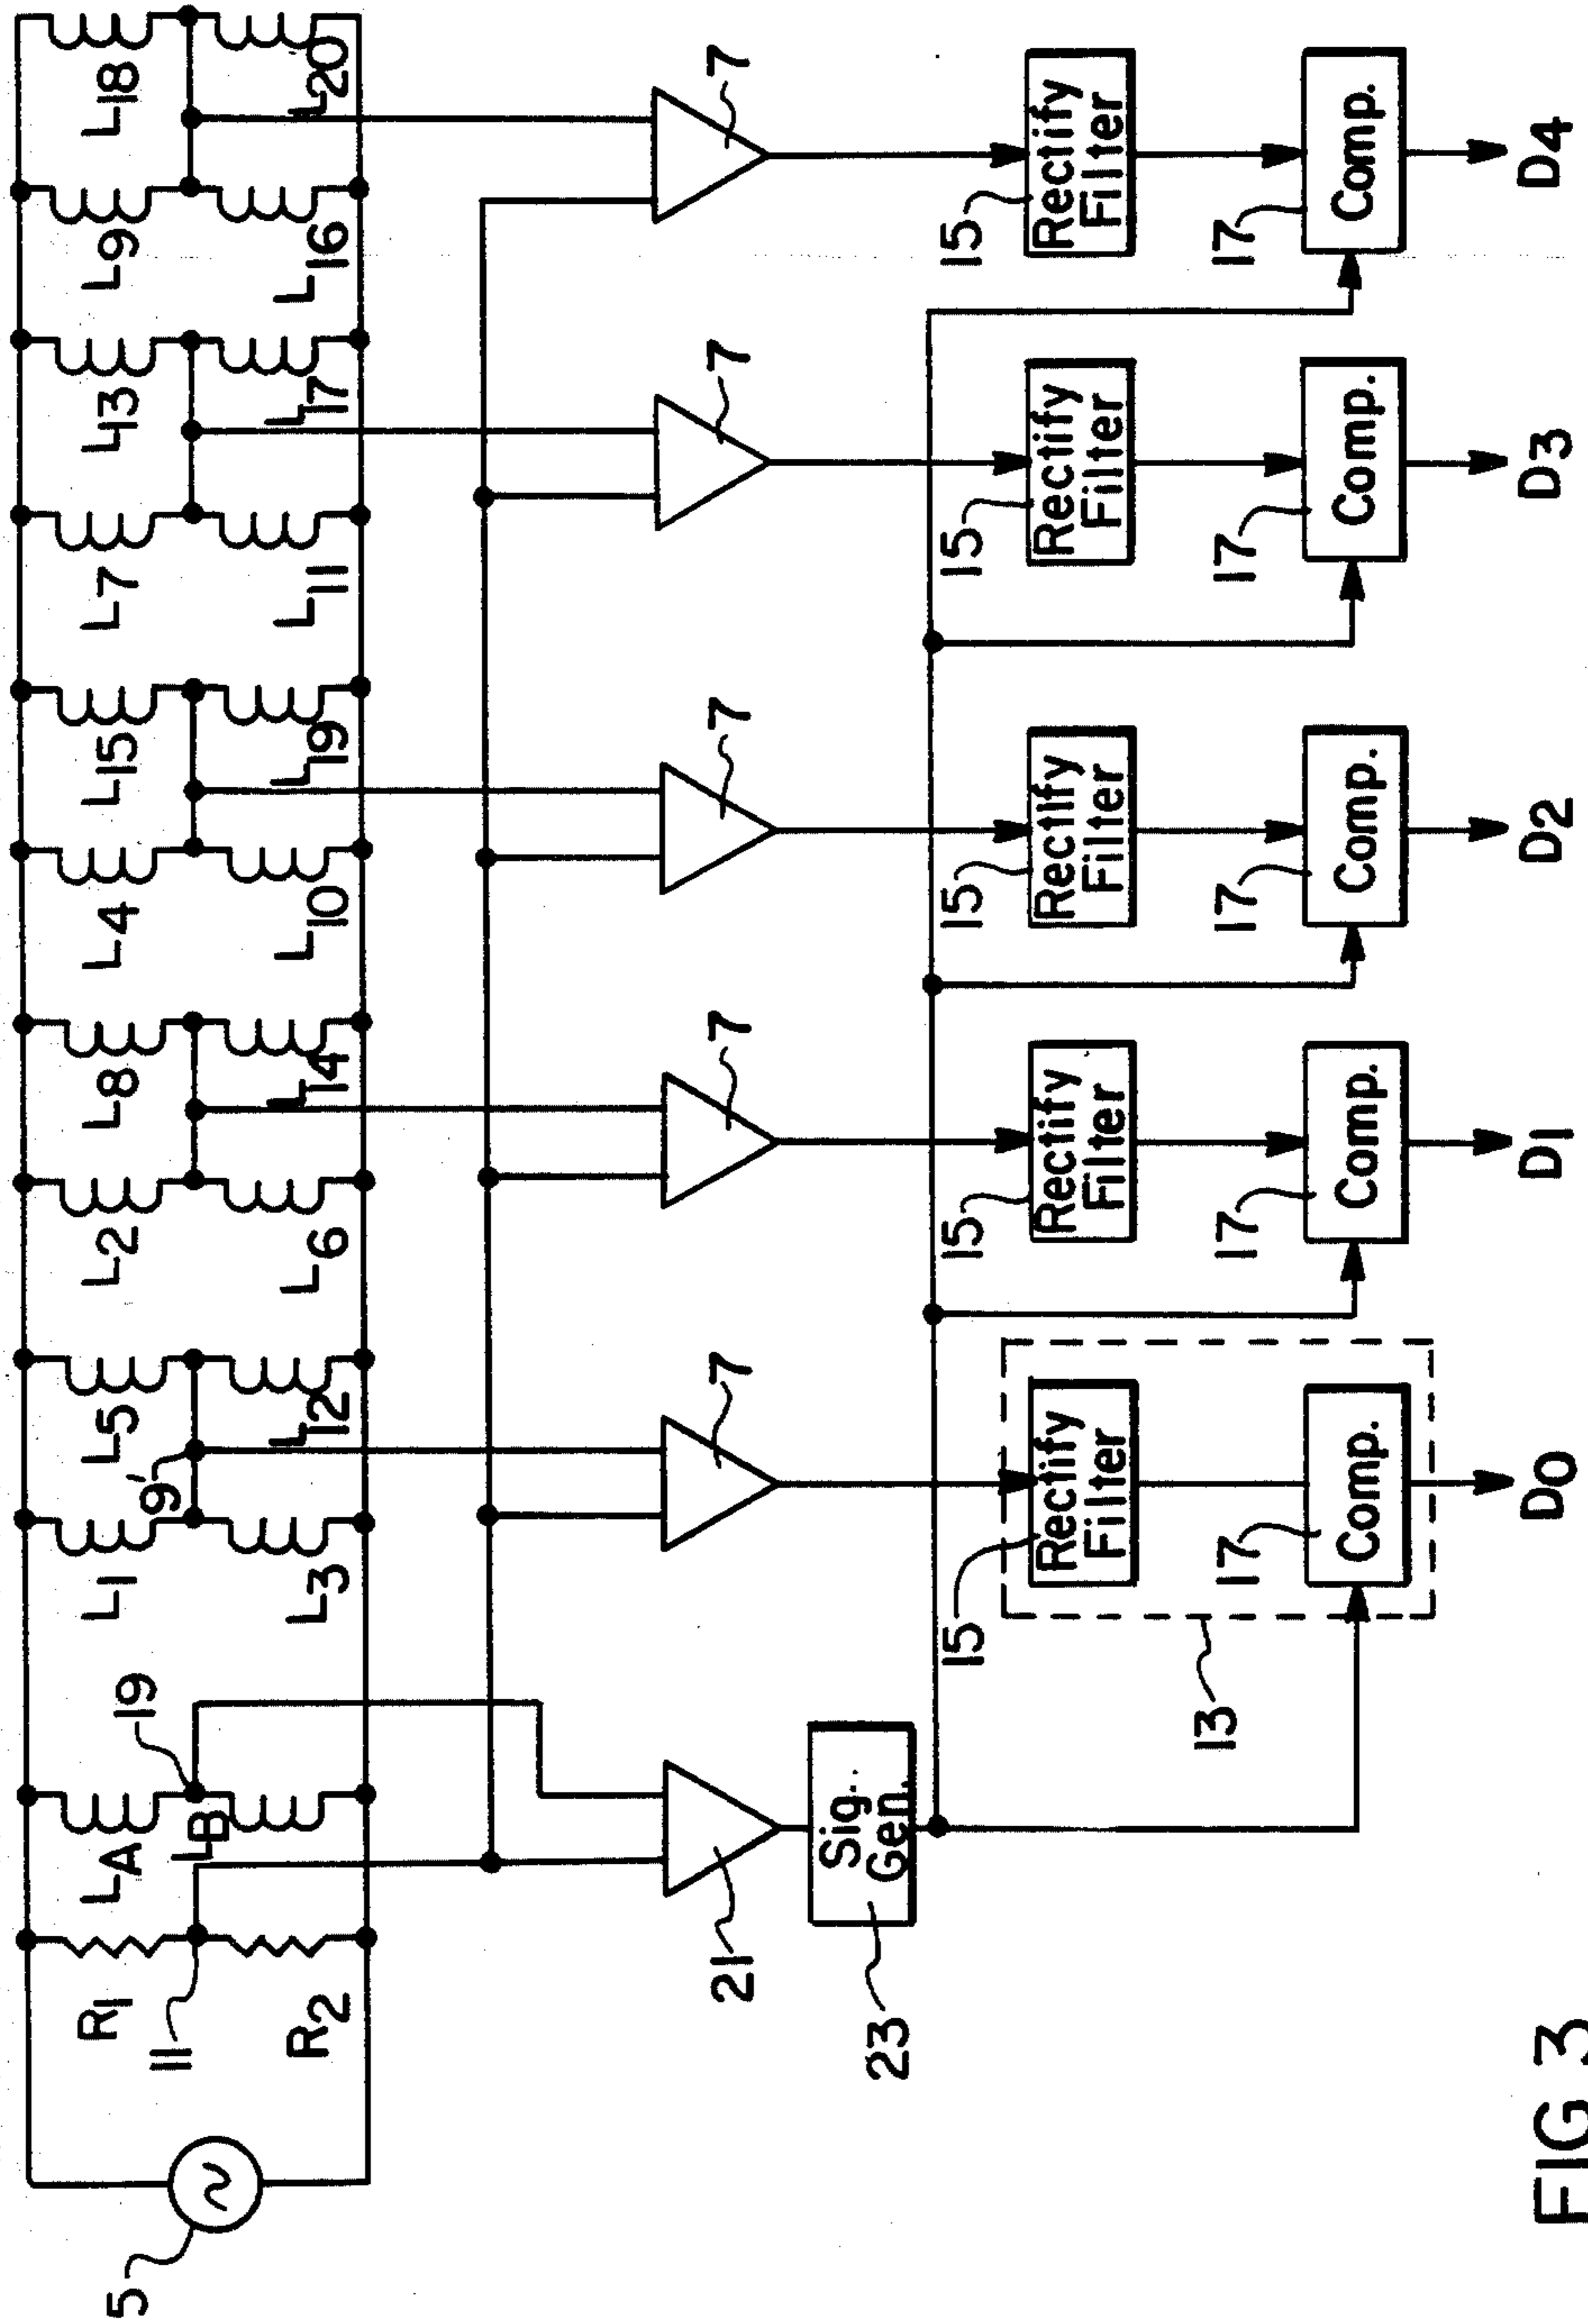 R1 LA L1 L5 L2 L8 L4 L15 L7 L13 L9 L18
5 19 9'
11 LB
R2 L3 L12 L6 L14 L10 L19 L11 L17 L16 L20
21 7 7 7 7 7
23 Sig. Gen.
15 15 15 15 15
Rectify Filter
Rectify Filter
Rectify Filter
Rectify Filter
Rectify Filter
13 17 17 17 17 17
Comp. Comp. Comp. Comp. Comp.
D0 D1 D2 D3 D4
FIG 3